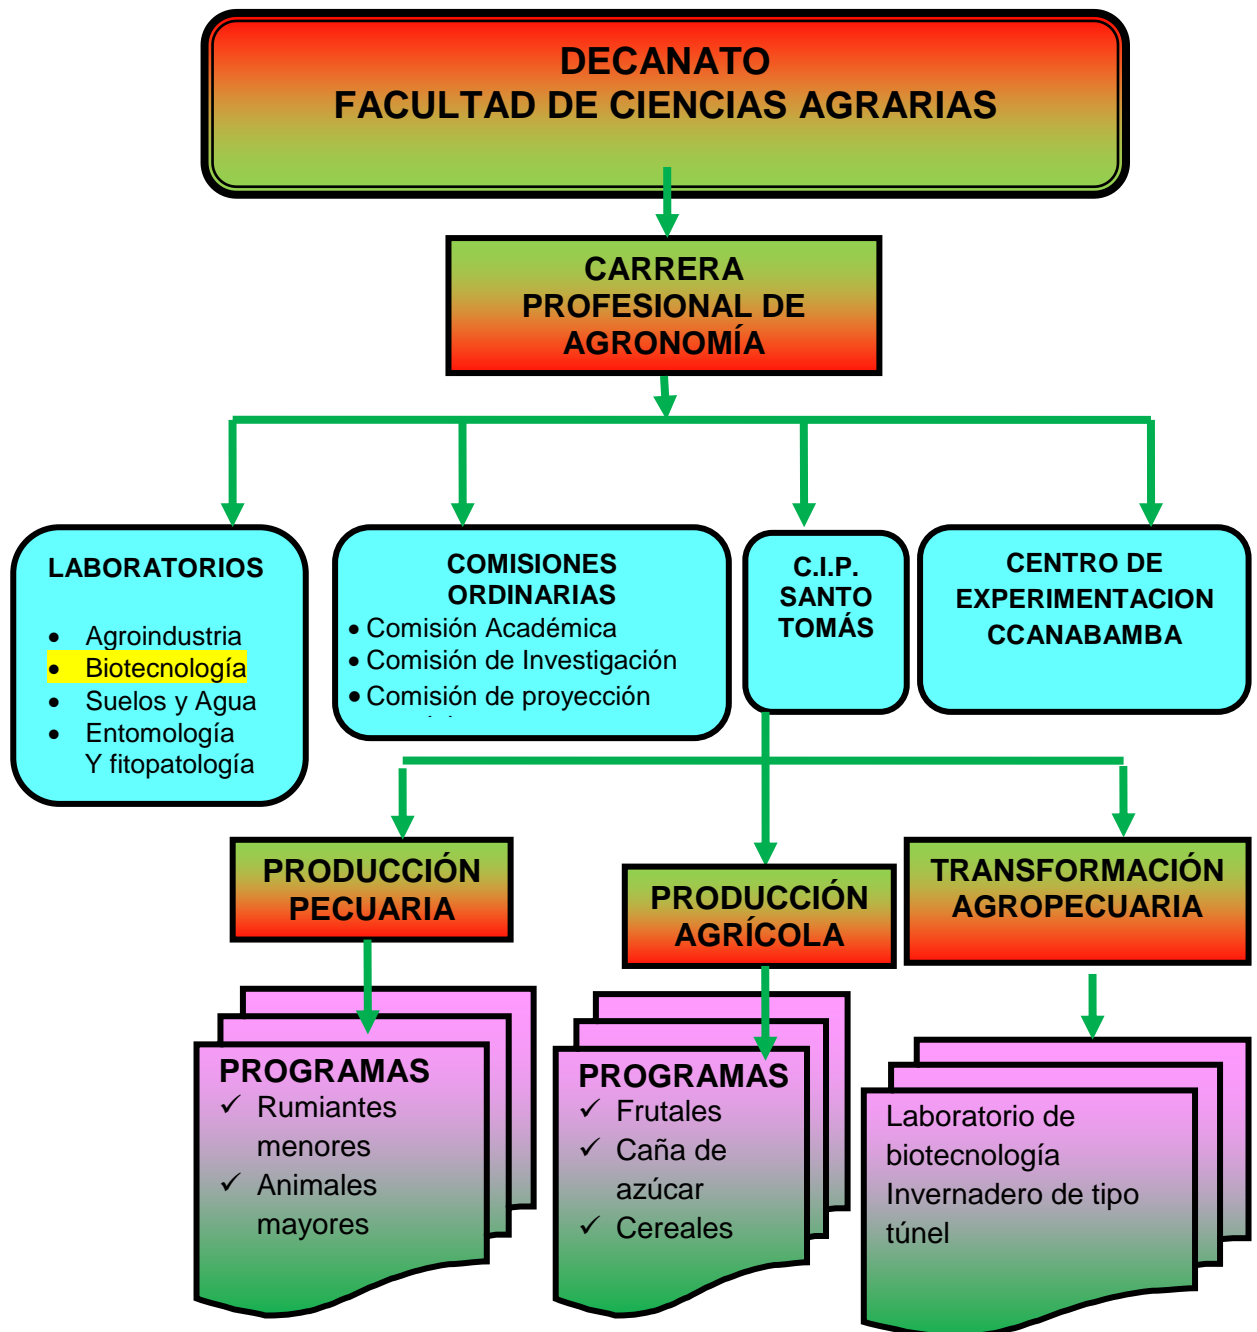 DECANATO
FACULTAD DE CIENCIAS AGRARIAS
CARRERA
PROFESIONAL DE
AGRONOMÍA
LABORATORIOS
• Agroindustria
• Biotecnología
• Suelos y Agua
• Entomología
Y fitopatología
COMISIONES
ORDINARIAS
• Comisión Académica
• Comisión de Investigación
• Comisión de proyección
C.I.P.
SANTO
TOMÁS
CENTRO DE
EXPERIMENTACION
CCANABAMBA
PRODUCCIÓN
PECUARIA
PRODUCCIÓN
AGRÍCOLA
TRANSFORMACIÓN
AGROPECUARIA
PROGRAMAS
✓ Rumiantes
menores
✓ Animales
mayores
PROGRAMAS
✓ Frutales
✓ Caña de
azúcar
✓ Cereales
Laboratorio de
biotecnología
Invernadero de tipo
túnel